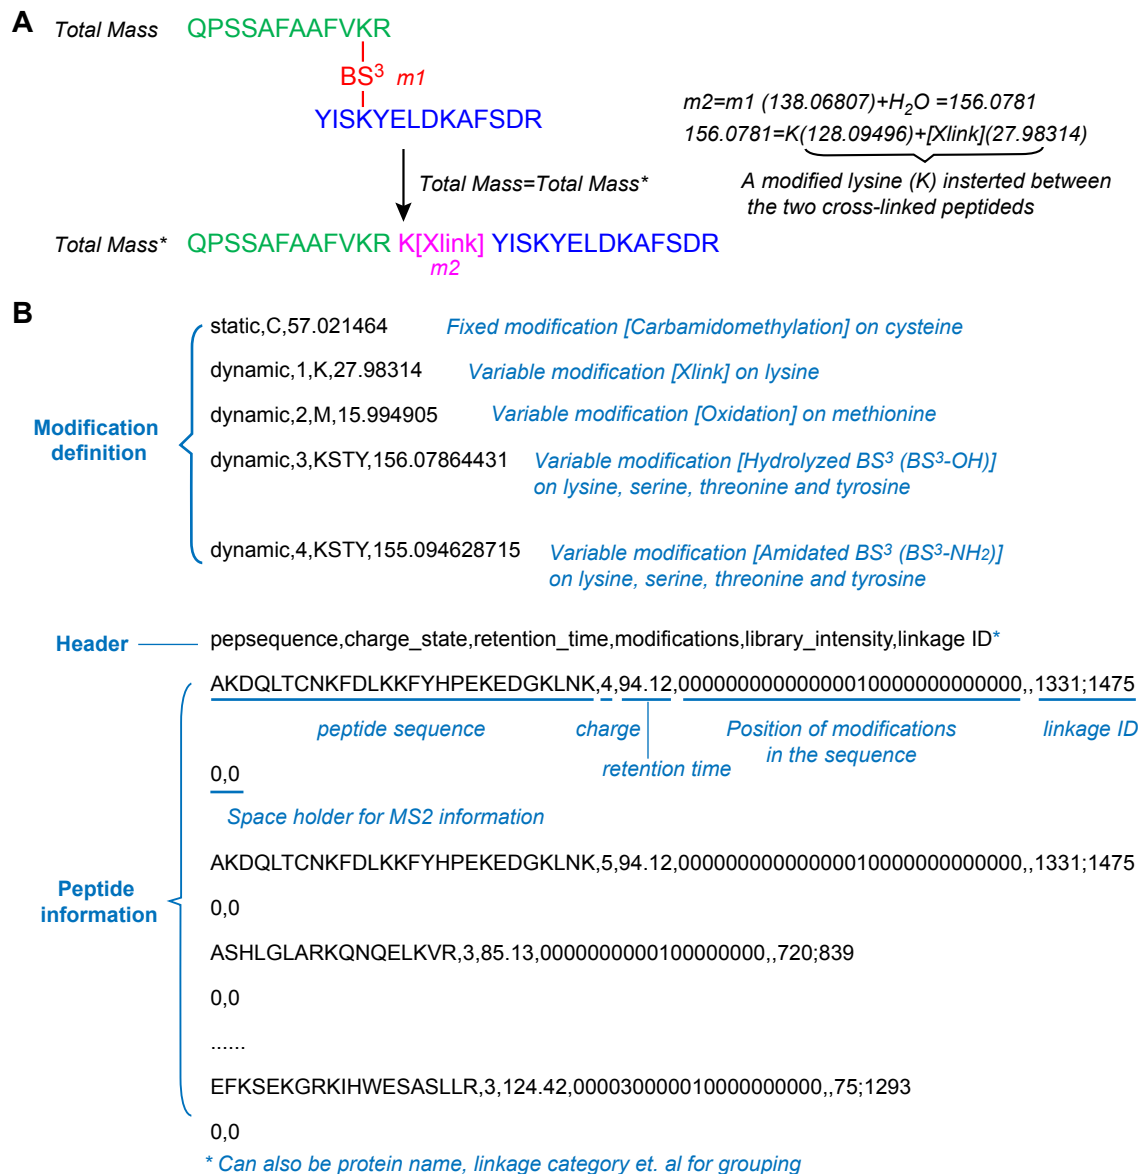 A Total Mass QPSSAFAAFVKR
BS³ m1
YISKYELDKAFSDR
m2=m1 (138.06807)+H₂O =156.0781
156.0781=K(128.09496)+[Xlink](27.98314)
A modified lysine (K) insterted between
the two cross-linked peptideds
Total Mass=Total Mass*
Total Mass* QPSSAFAAFVKR K[Xlink] YISKYELDKAFSDR
m2
B
static,C,57.021464 Fixed modification [Carbamidomethylation] on cysteine
dynamic,1,K,27.98314 Variable modification [Xlink] on lysine
dynamic,2,M,15.994905 Variable modification [Oxidation] on methionine
Modification
definition
dynamic,3,KSTY,156.07864431 Variable modification [Hydrolyzed BS³ (BS³-OH)]
on lysine, serine, threonine and tyrosine
dynamic,4,KSTY,155.094628715 Variable modification [Amidated BS³ (BS³-NH₂)]
on lysine, serine, threonine and tyrosine
Header pepsequence,charge_state,retention_time,modifications,library_intensity,linkage ID*
AKDQLTCNKFDLKKFYHPEKEDGKLNK,4,94.12,0000000000000001000000000000,,1331;1475
peptide sequence charge Position of modifications linkage ID
in the sequence
retention time
0,0
Space holder for MS2 information
AKDQLTCNKFDLKKFYHPEKEDGKLNK,5,94.12,0000000000000001000000000000,,1331;1475
Peptide
information
0,0
ASHLGLARKQNQELKVR,3,85.13,0000000000100000000,,720;839
0,0
......
EFKSEKGRKIHWESASLLR,3,124.42,0000300000010000000000,,75;1293
0,0
* Can also be protein name, linkage category et. al for grouping